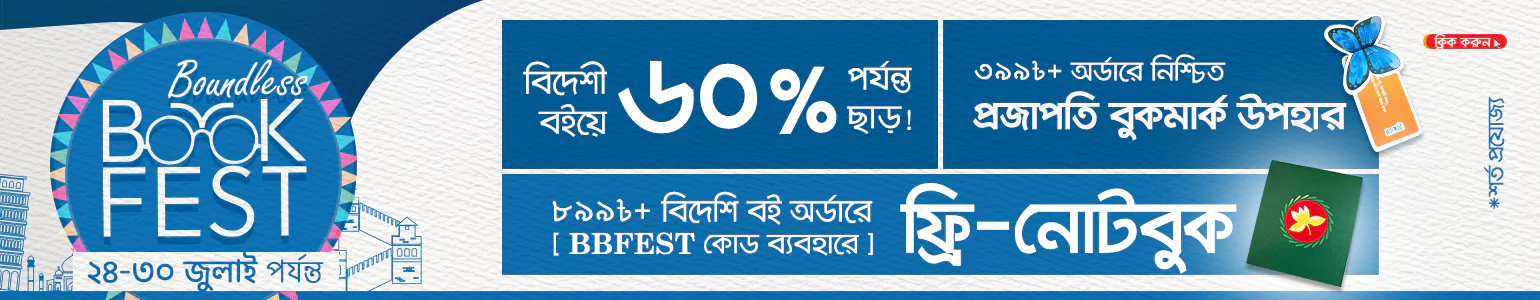 Boundless
BOOK
FEST
২৪-৩০ জুলাই পর্যন্ত
বিদেশী
বইয়ে
৬০%
পর্যন্ত
ছাড়!
৩৯৯৳+ অর্ডারে নিশ্চিত
প্রজাপতি বুকমার্ক উপহার
৮৯৯৳+ বিদেশি বই অর্ডারে
[ BBFEST কোড ব্যবহারে ]
ফ্রি-নোটবুক
ক্লিক করুন
*শর্ত প্রযোজ্য